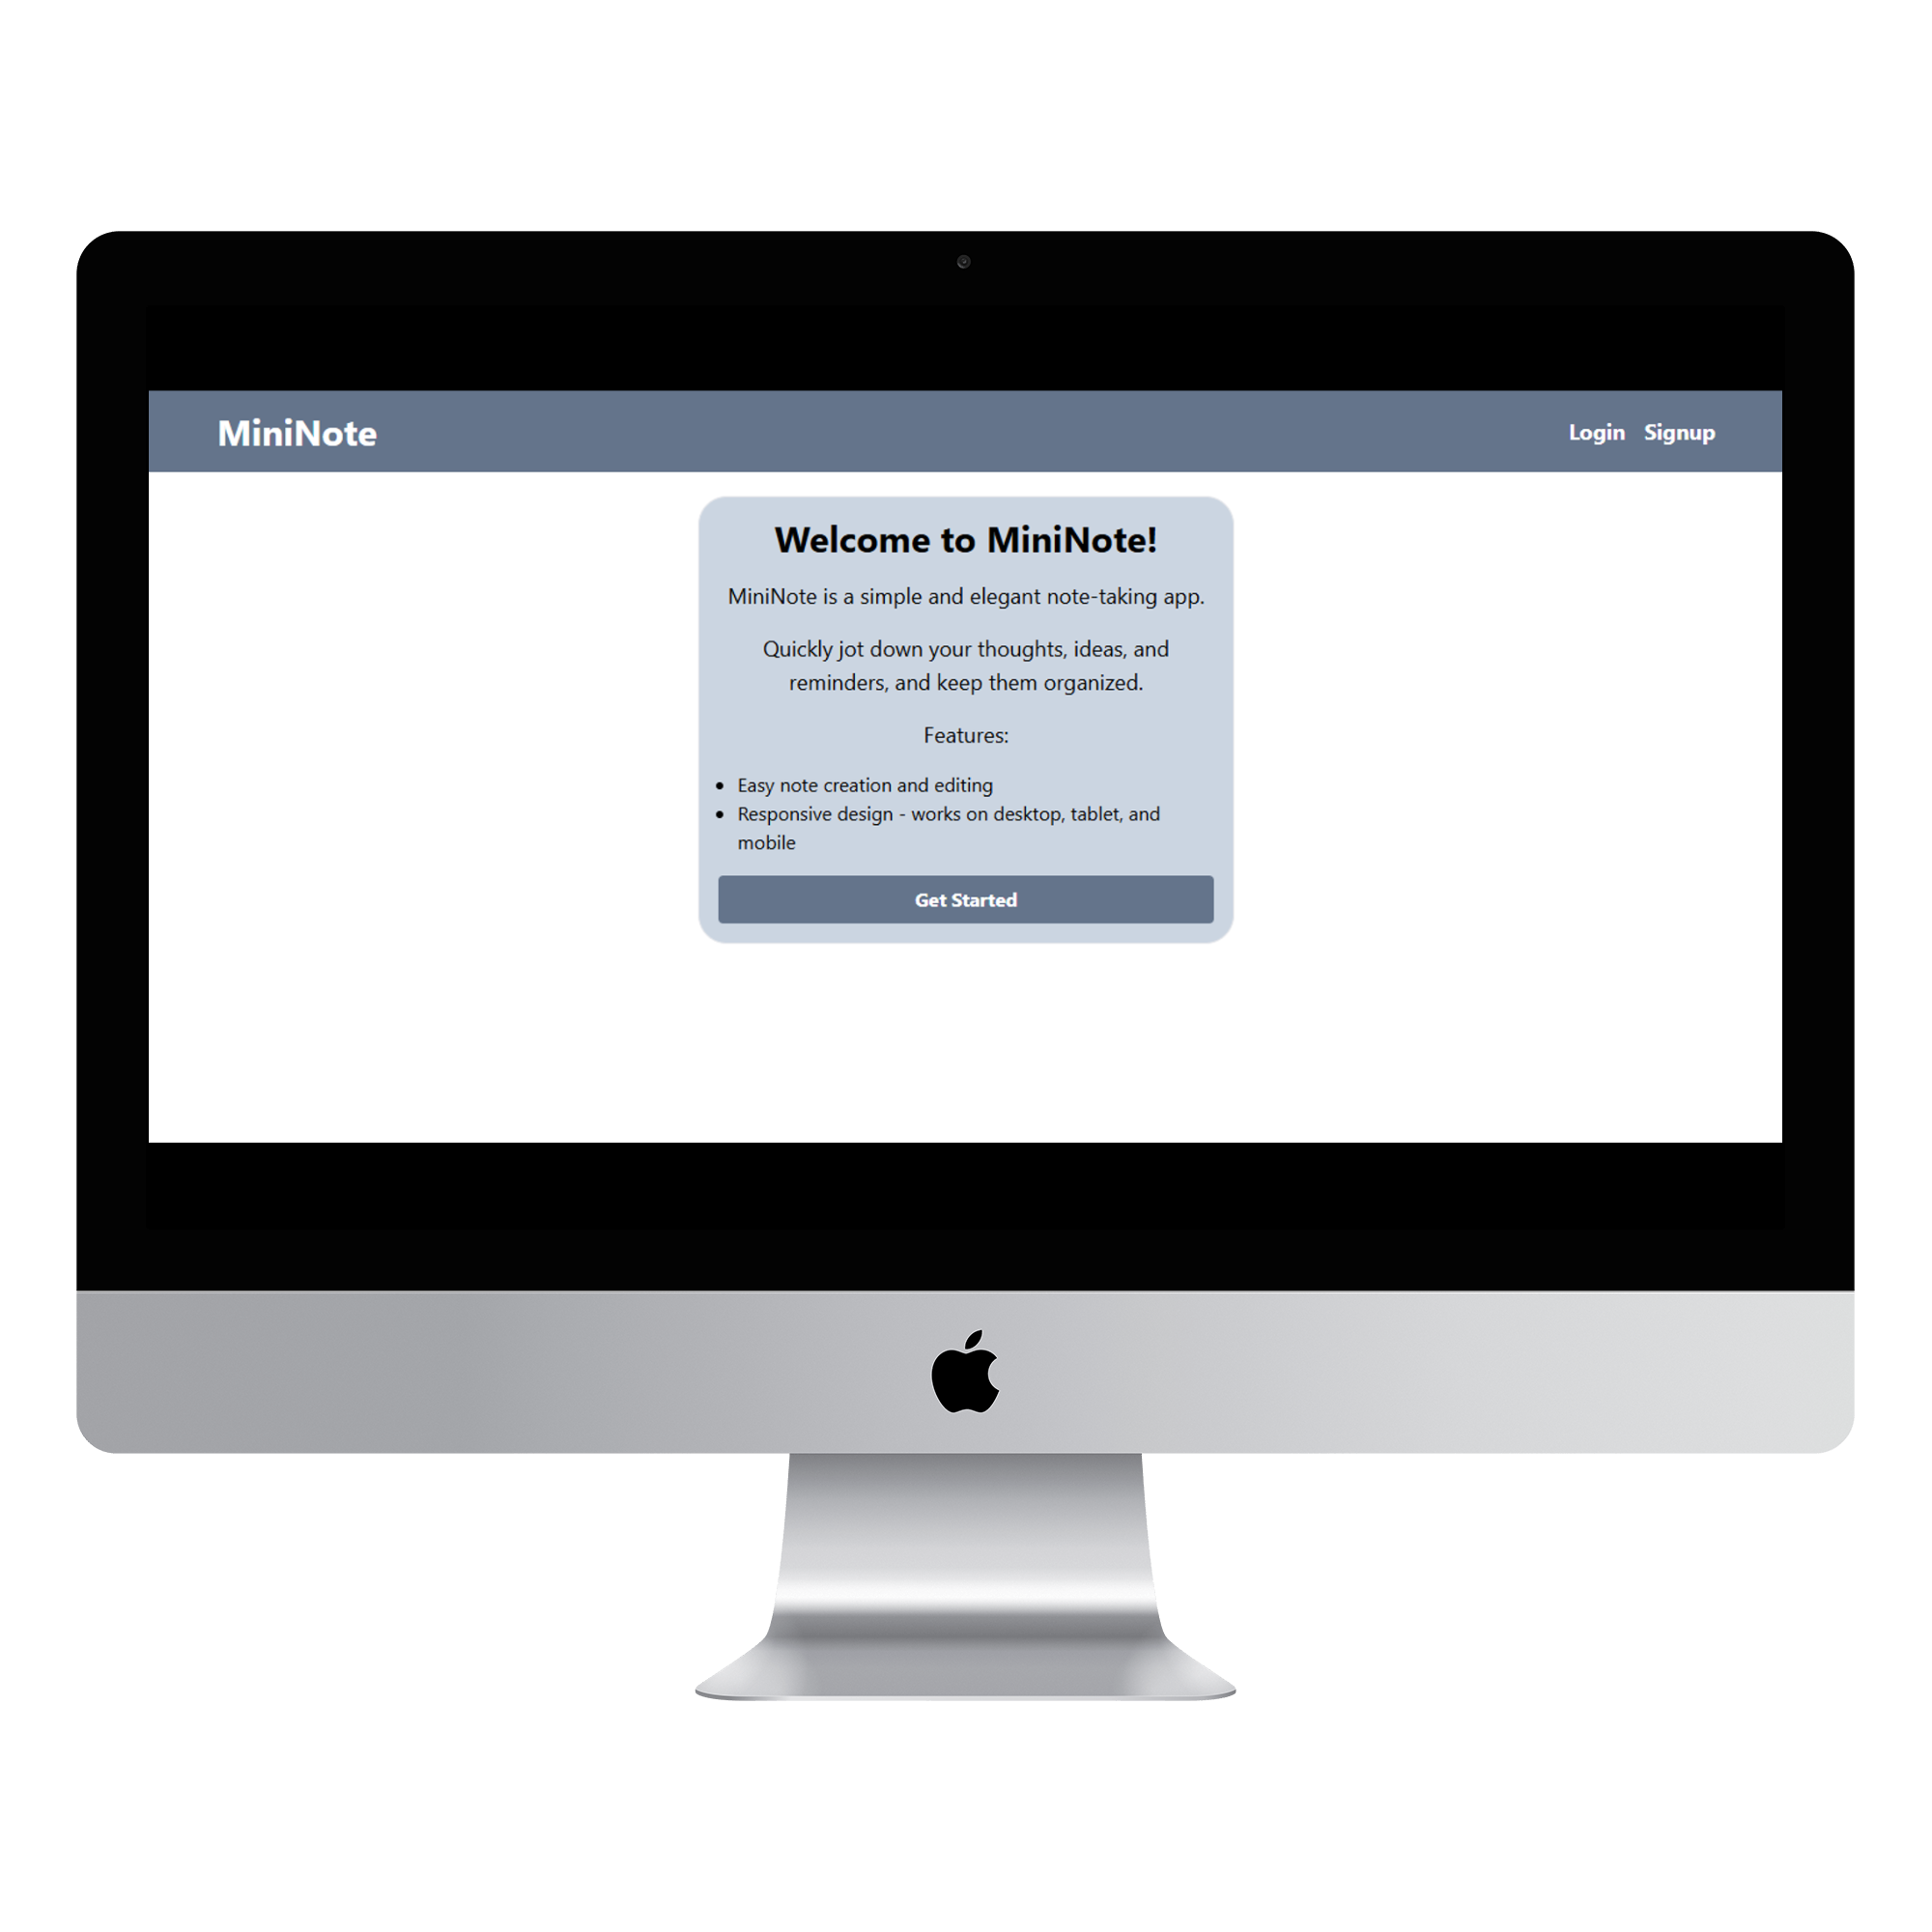 MiniNote
Login Signup
Welcome to MiniNote!
MiniNote is a simple and elegant note-taking app.
Quickly jot down your thoughts, ideas, and
reminders, and keep them organized.
Features:
• Easy note creation and editing
• Responsive design - works on desktop, tablet, and
mobile
Get Started